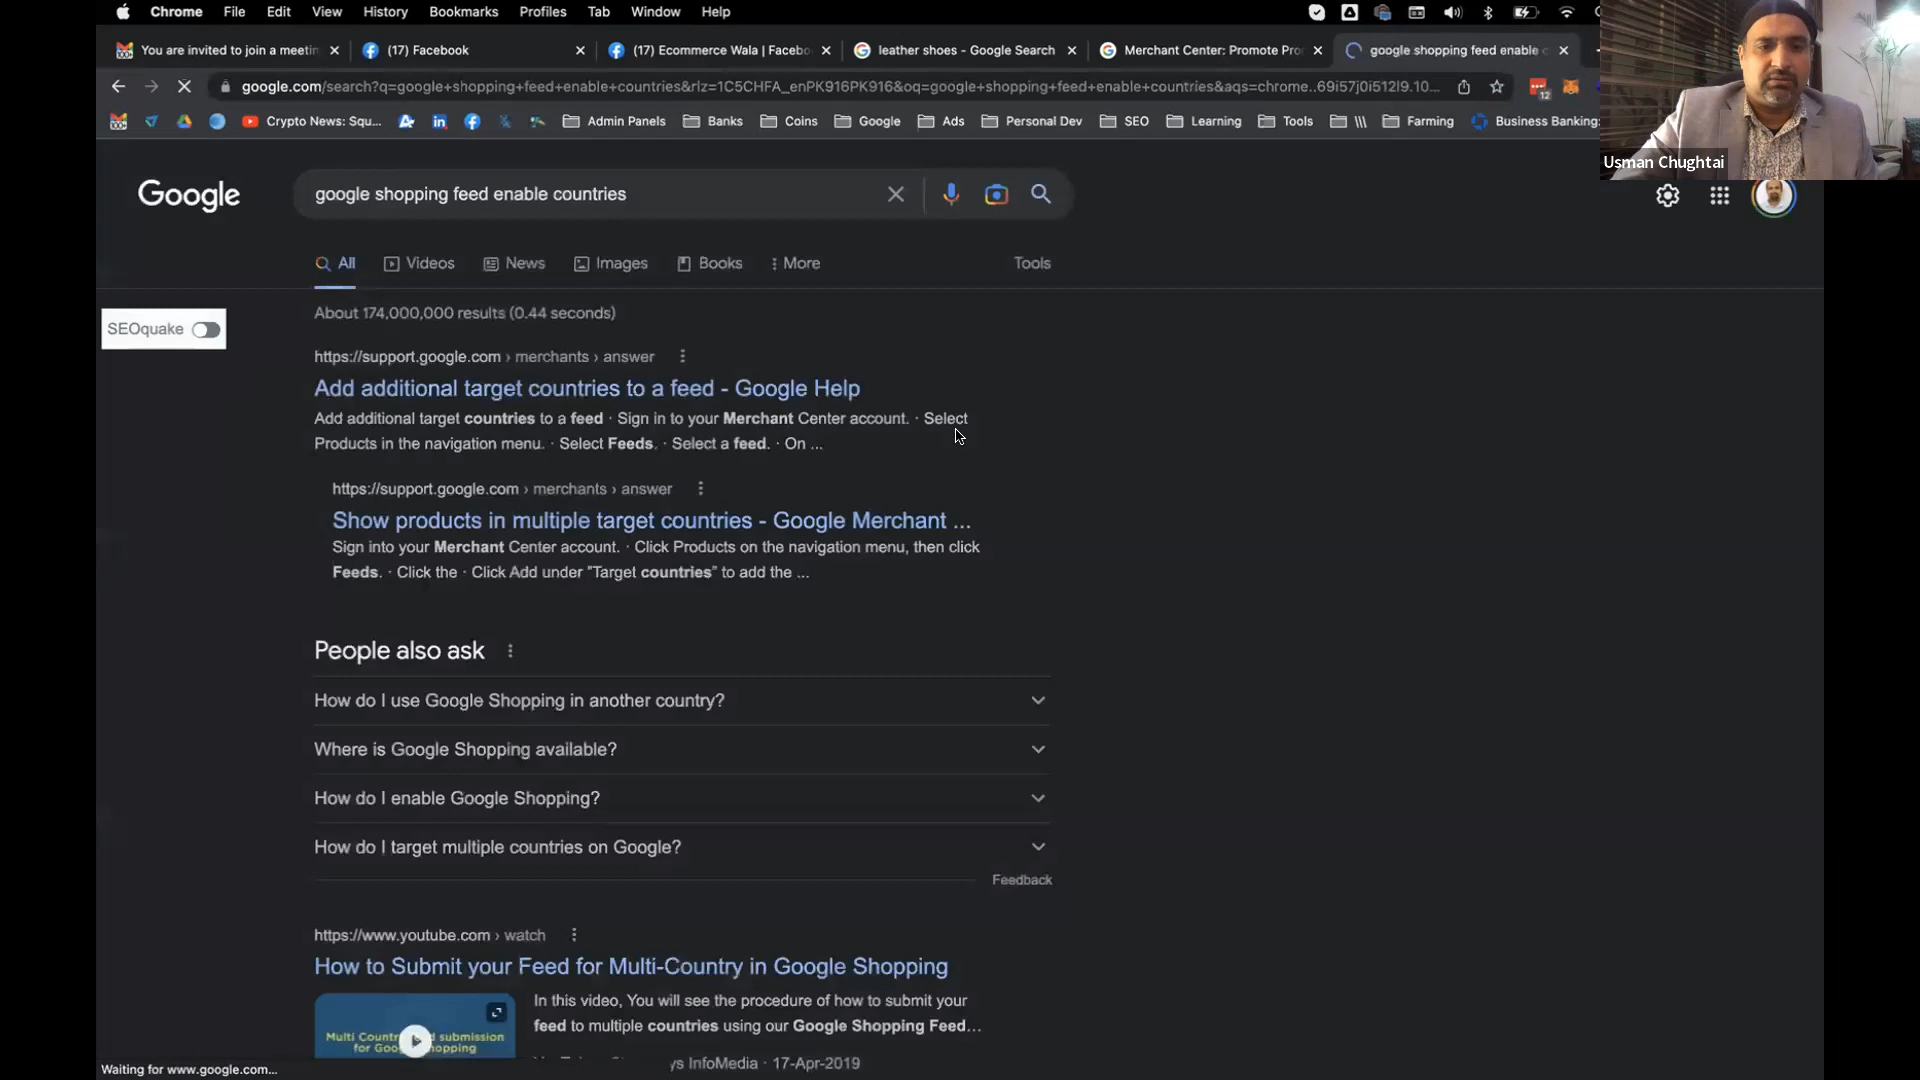 Chrome File Edit View History Bookmarks Profiles Tab Window Help
You are invited to join a meetin (17) Facebook (17) Ecommerce Wala | Facebo leather shoes - Google Search Merchant Center: Promote Pro google shopping feed enable c
google.com/search?q=google+shopping+feed+enable+countries&rlz=1C5CHFA_enPK916PK916&oq=google+shopping+feed+enable+countries&aqs=chrome..69i57j0i512l9.10... 12
Crypto News: Squ... Admin Panels Banks Coins Google Ads Personal Dev SEO Learning Tools \\\ Farming Business Banking:
Usman Chughtai
Google google shopping feed enable countries
All Videos News Images Books More Tools
About 174,000,000 results (0.44 seconds)
SEOquake
https://support.google.com › merchants › answer
Add additional target countries to a feed - Google Help
Add additional target countries to a feed · Sign in to your Merchant Center account. · Select
Products in the navigation menu. · Select Feeds. · Select a feed. · On ...
https://support.google.com › merchants › answer
Show products in multiple target countries - Google Merchant ...
Sign into your Merchant Center account. · Click Products on the navigation menu, then click
Feeds. · Click the · Click Add under "Target countries" to add the ...
People also ask
How do I use Google Shopping in another country?
Where is Google Shopping available?
How do I enable Google Shopping?
How do I target multiple countries on Google?
Feedback
https://www.youtube.com › watch
How to Submit your Feed for Multi-Country in Google Shopping
In this video, You will see the procedure of how to submit your
feed to multiple countries using our Google Shopping Feed...
Multi submission
for opping
InfoMedia · 17-Apr-2019
Waiting for www.google.com...